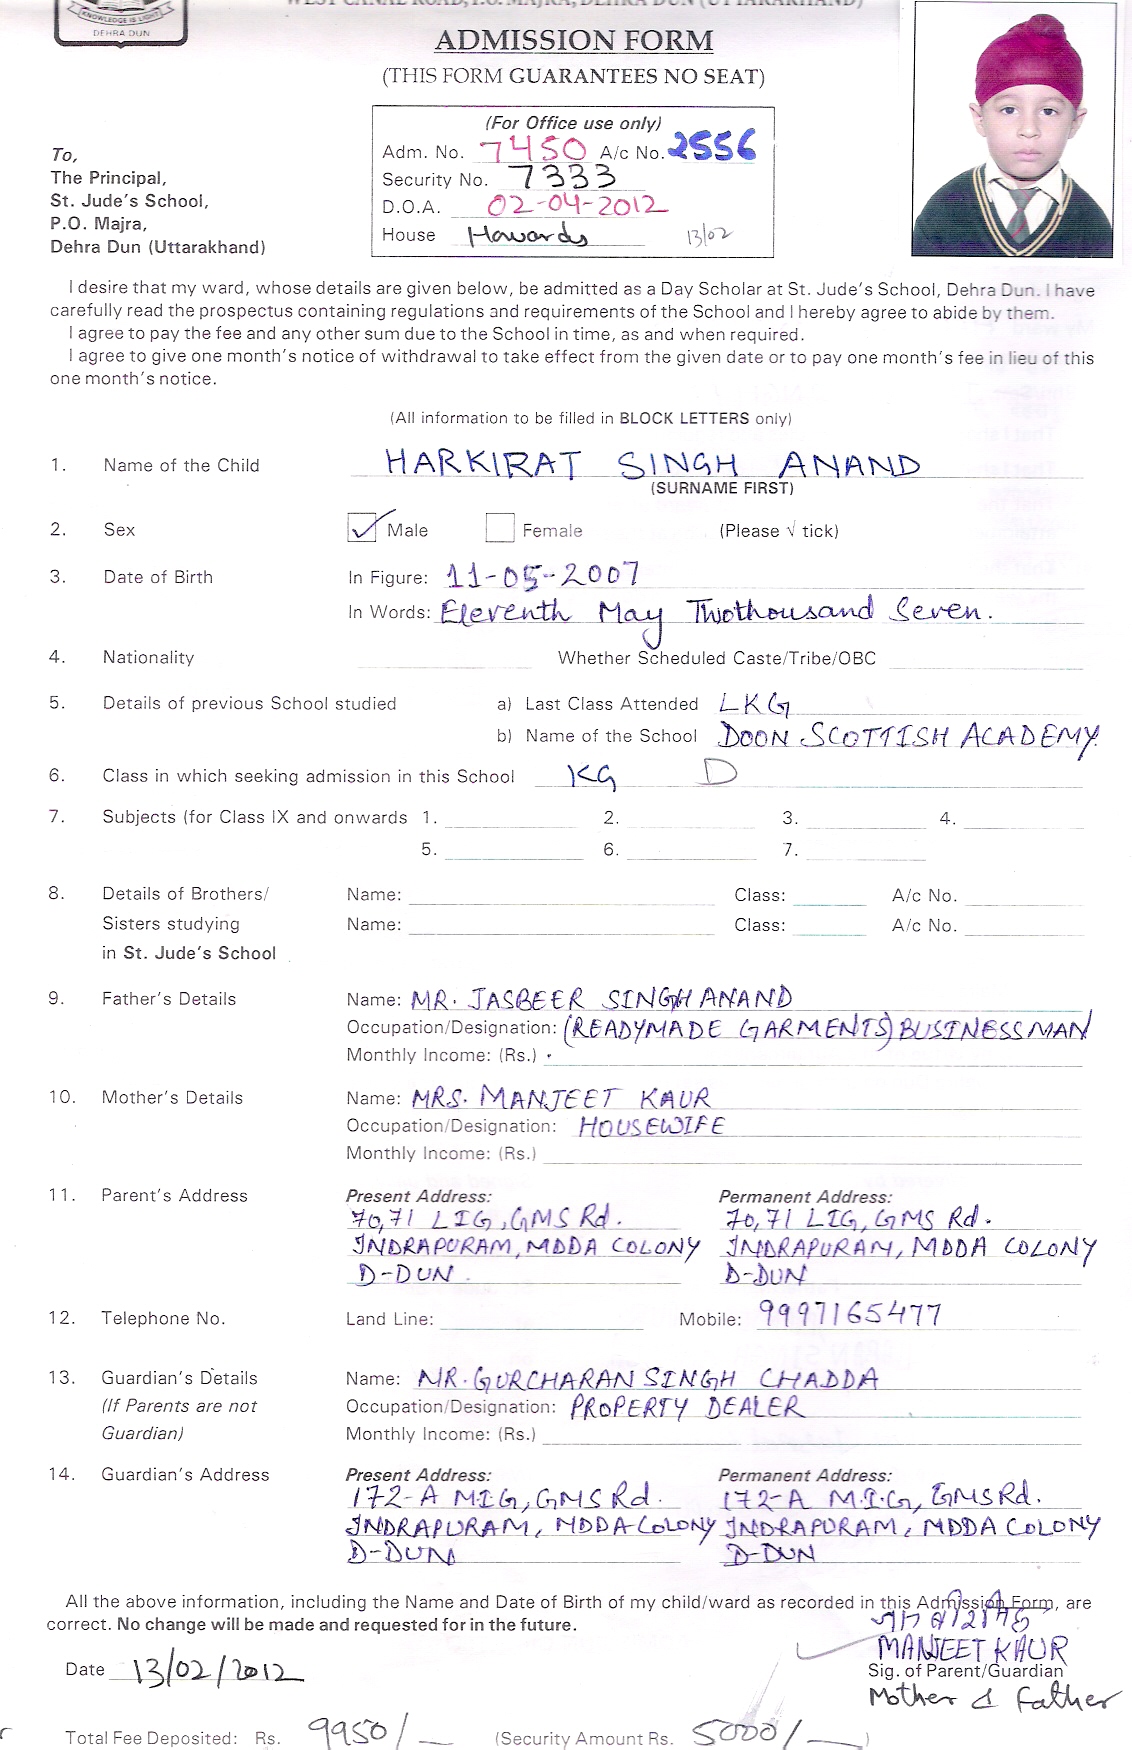 WEST CANAL ROAD, P.O. MAJRA, DEHRA DUN (UTTARAKHAND)
KNOWLEDGE IS LIGHT
DEHRA DUN
ADMISSION FORM
(THIS FORM GUARANTEES NO SEAT)
(For Office use only)
Adm. No. 7450 A/c No. 2556
Security No. 7333
D.O.A. 02-04-2012
House Howards 13/02
To,
The Principal,
St. Jude's School,
P.O. Majra,
Dehra Dun (Uttarakhand)
I desire that my ward, whose details are given below, be admitted as a Day Scholar at St. Jude's School, Dehra Dun. I have
carefully read the prospectus containing regulations and requirements of the School and I hereby agree to abide by them.
I agree to pay the fee and any other sum due to the School in time, as and when required.
I agree to give one month's notice of withdrawal to take effect from the given date or to pay one month's fee in lieu of this
one month's notice.
(All information to be filled in BLOCK LETTERS only)
1. Name of the Child HARKIRAT SINGH ANAND
(SURNAME FIRST)
2. Sex Male Female (Please √ tick)
3. Date of Birth In Figure: 11-05-2007
In Words: Eleventh May Twothousand Seven.
4. Nationality Whether Scheduled Caste/Tribe/OBC
5. Details of previous School studied a) Last Class Attended LKG
b) Name of the School DOON SCOTTISH ACADEMY.
6. Class in which seeking admission in this School KG D
7. Subjects (for Class IX and onwards 1. 2. 3. 4.
5. 6. 7.
8. Details of Brothers/ Name: Class: A/c No.
Sisters studying Name: Class: A/c No.
in St. Jude's School
9. Father's Details Name: MR. JASBEER SINGH ANAND
Occupation/Designation: (READYMADE GARMENTS) BUSINESSMAN
Monthly Income: (Rs.)
10. Mother's Details Name: MRS. MANJEET KAUR
Occupation/Designation: HOUSEWIFE
Monthly Income: (Rs.)
11. Parent's Address Present Address: Permanent Address:
70,71 LIG, GMS Rd. 70,71 LIG, GMS Rd.
INDRAPURAM, MDDA COLONY INDRAPURAM, MDDA COLONY
D-DUN. D-DUN
12. Telephone No. Land Line: Mobile: 9997165477
13. Guardian's Details Name: MR. GURCHARAN SINGH CHADDA
(If Parents are not Occupation/Designation: PROPERTY DEALER
Guardian) Monthly Income: (Rs.)
14. Guardian's Address Present Address: Permanent Address:
172-A M.I.G, GMS Rd. 172-A M.I.G, GMS Rd.
INDRAPURAM, MDDA COLONY INDRAPURAM, MDDA COLONY
D-DUN D-DUN
All the above information, including the Name and Date of Birth of my child/ward as recorded in this Admission Form, are
correct. No change will be made and requested for in the future.
MANJEET KAUR
Date 13/02/2012 Sig. of Parent/Guardian
Mother & Father
Total Fee Deposited: Rs. 9950/- (Security Amount Rs. 5000/-)